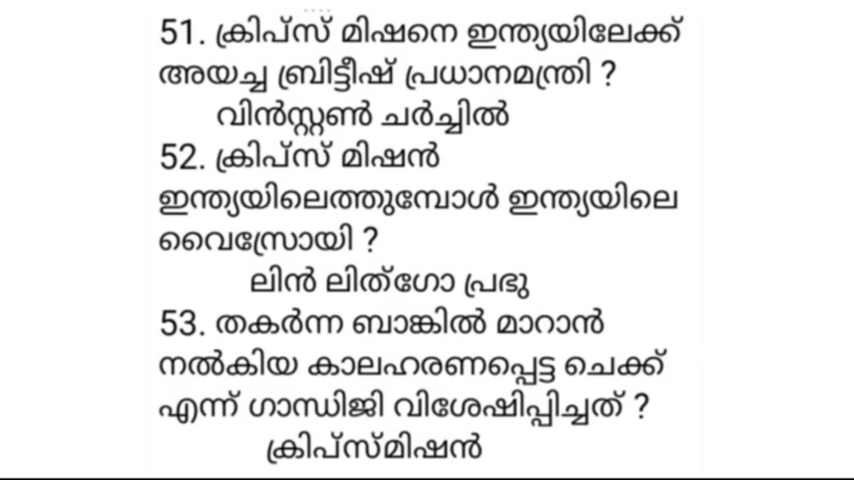 51. ക്രിപ്സ് മിഷനെ ഇന്ത്യയിലേക്ക്
അയച്ച ബ്രിട്ടീഷ് പ്രധാനമന്ത്രി ?
വിൻസ്റ്റൺ ചർച്ചിൽ
52. ക്രിപ്സ് മിഷൻ
ഇന്ത്യയിലെത്തുമ്പോൾ ഇന്ത്യയിലെ
വൈസ്രോയി ?
ലിൻ ലിത്ഗോ പ്രഭു
53. തകർന്ന ബാങ്കിൽ മാറാൻ
നൽകിയ കാലഹരണപ്പെട്ട ചെക്ക്
എന്ന് ഗാന്ധിജി വിശേഷിപ്പിച്ചത് ?
ക്രിപ്സ്മിഷൻ